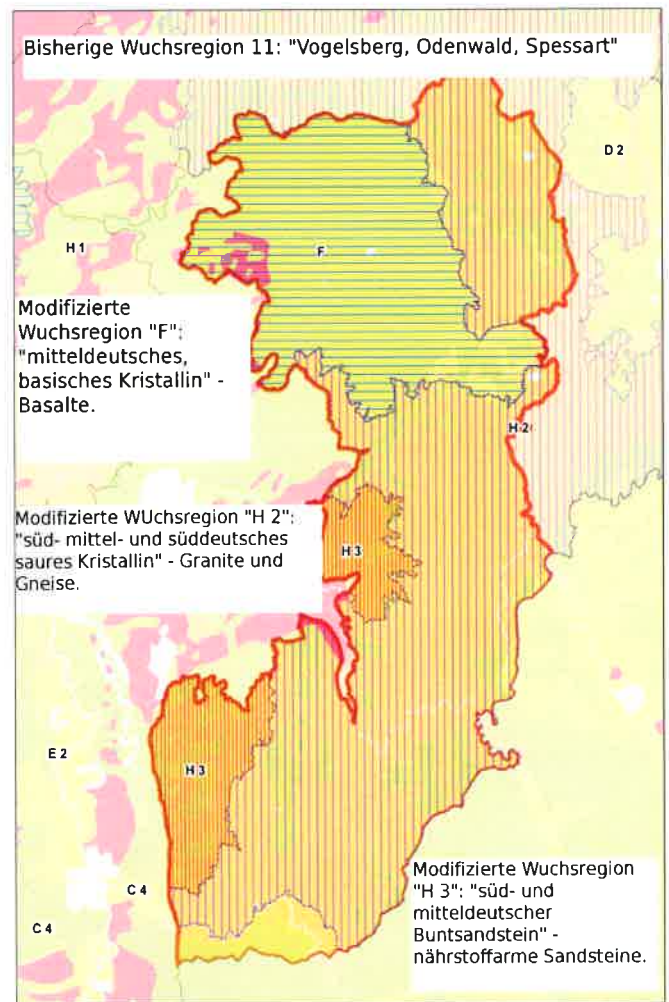 Bisherige Wuchsregion 11: "Vogelsberg, Odenwald, Spessart"
D 2
H 1
F
Modifizierte
Wuchsregion "F":
"mitteldeutsches,
basisches Kristallin" -
Basalte.
H 2
Modifizierte WUchsregion "H 2":
"süd- mittel- und süddeutsches
saures Kristallin" - Granite und
Gneise.
H 3
E 2
H 3
C 4
C 4
Modifizierte Wuchsregion
"H 3": "süd- und
mitteldeutscher
Buntsandstein" -
nährstoffarme Sandsteine.